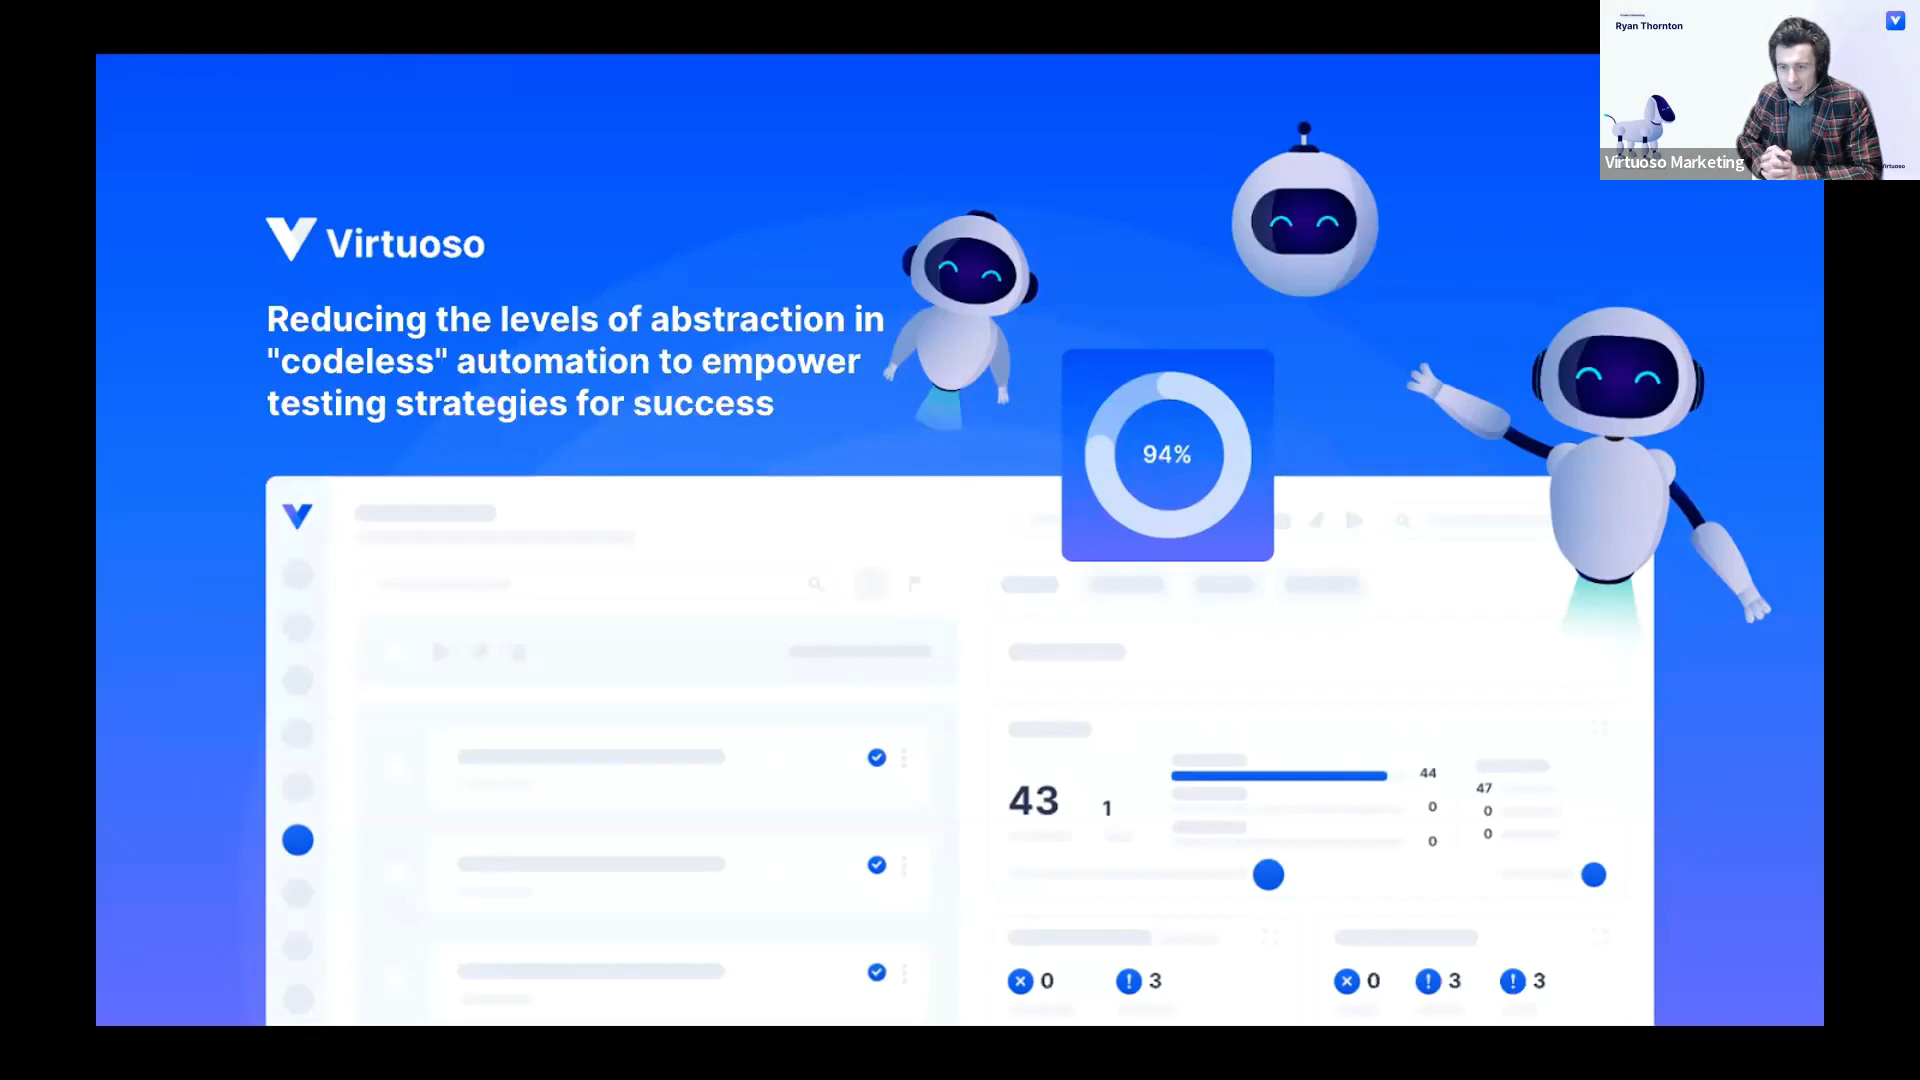 Ryan Thornton
Virtuoso Marketing
Virtuoso
Virtuoso
Reducing the levels of abstraction in
"codeless" automation to empower
testing strategies for success
94%
43
1
44
0
0
47
0
0
0
3
0
3
3